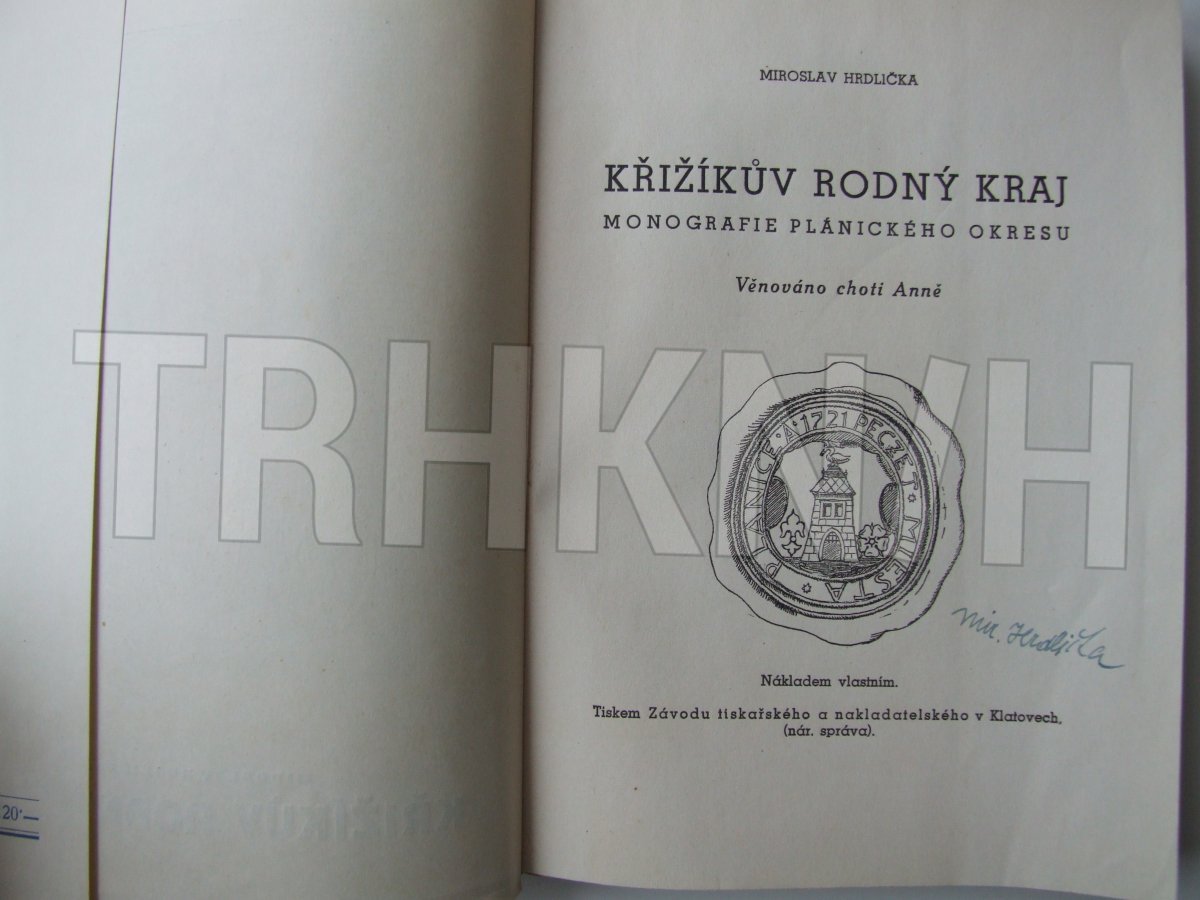 MIROSLAV HRDLIČKA
KŘIŽÍKŮV RODNÝ KRAJ
MONOGRAFIE PLÁNICKÉHO OKRESU
Věnováno choti Anně
TRHKNIH
PECZET * MIESTA * PLANICE * A * 1721
Mir. Hrdlička
Nákladem vlastním.
Tiskem Závodu tiskařského a nakladatelského v Klatovech,
(nár. správa).
20·—